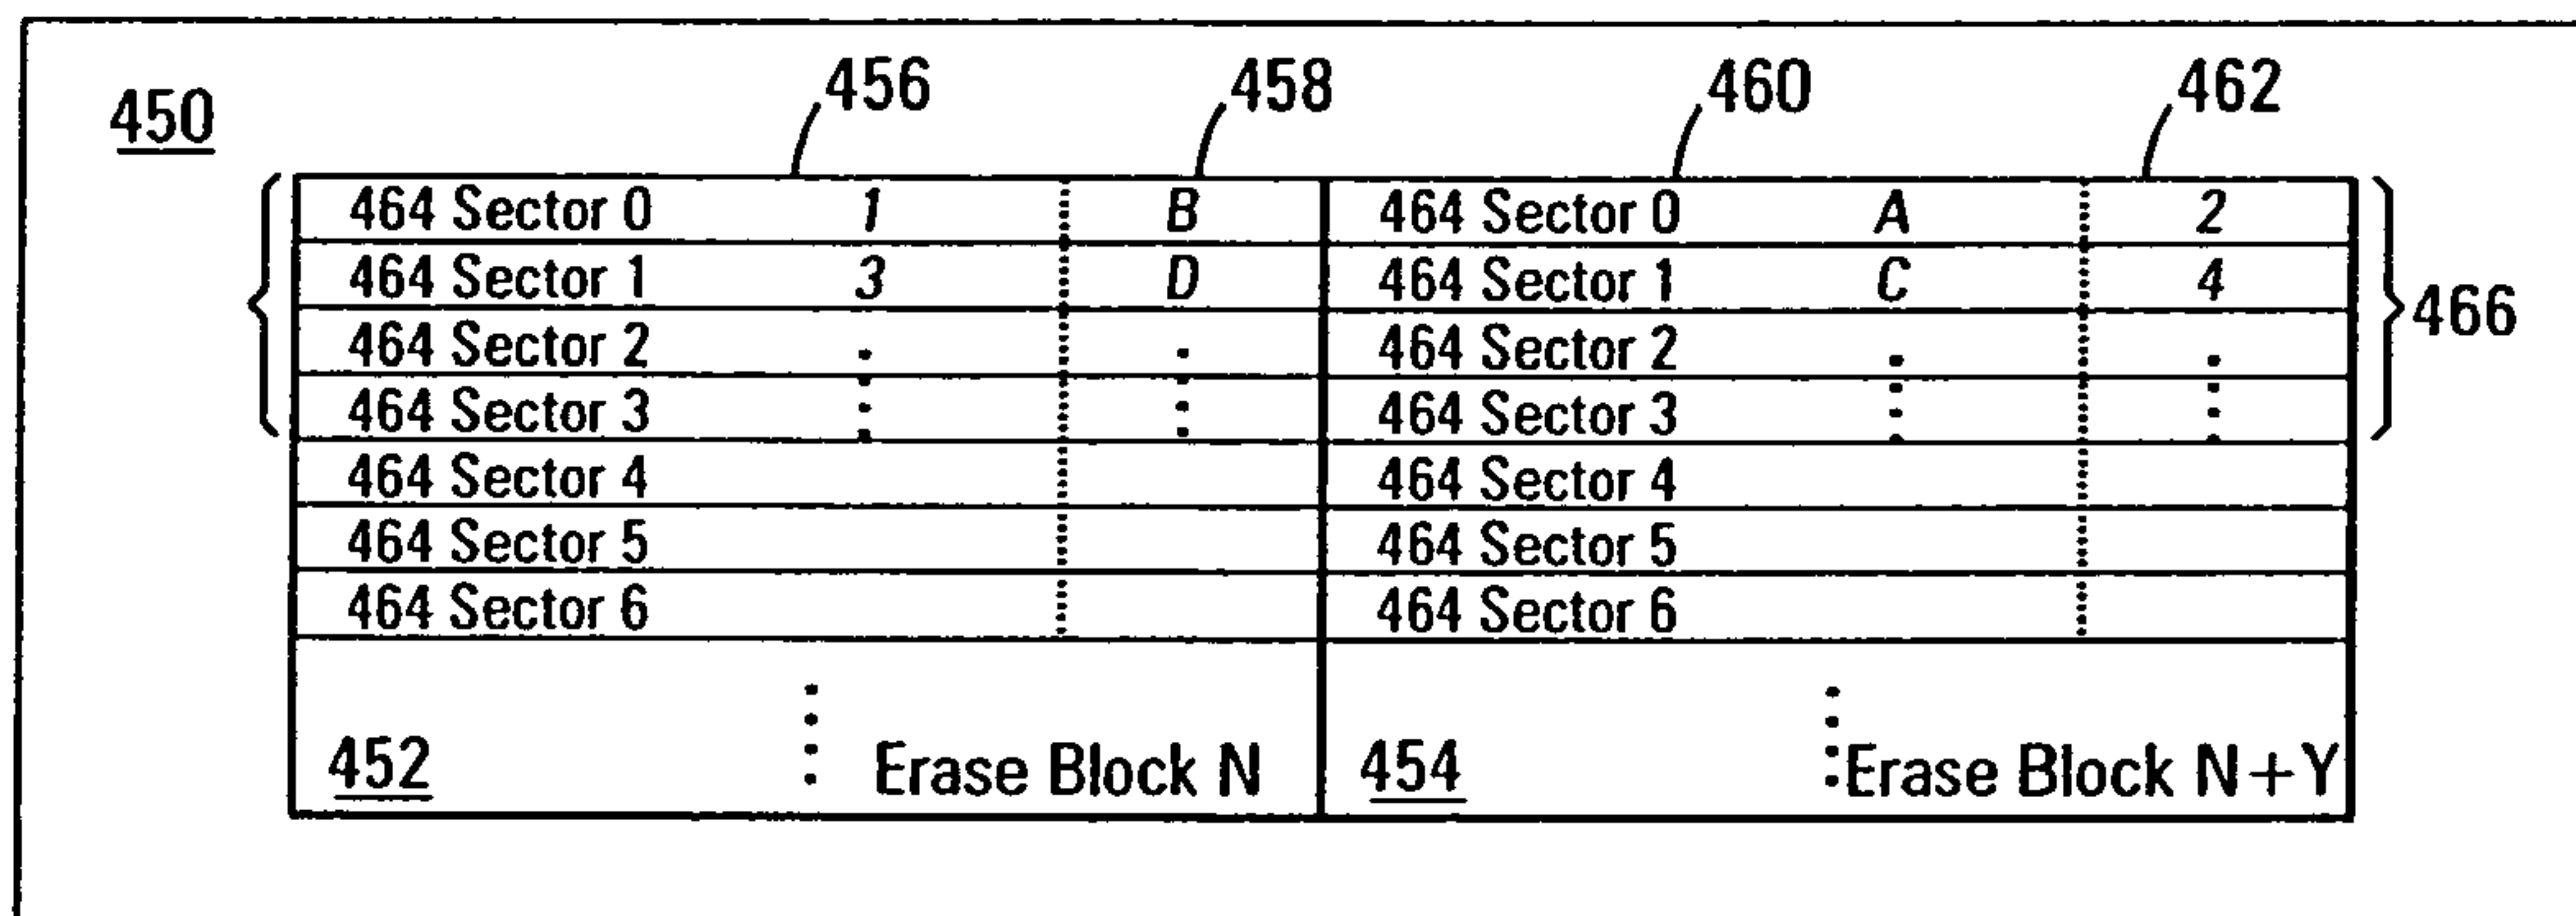 450 456 458 460 462
464 Sector 0 1 B 464 Sector 0 A 2
464 Sector 1 3 D 464 Sector 1 C 4
464 Sector 2 464 Sector 2
466
464 Sector 3 464 Sector 3
464 Sector 4 464 Sector 4
464 Sector 5 464 Sector 5
464 Sector 6 464 Sector 6
452 Erase Block N 454 Erase Block N+Y